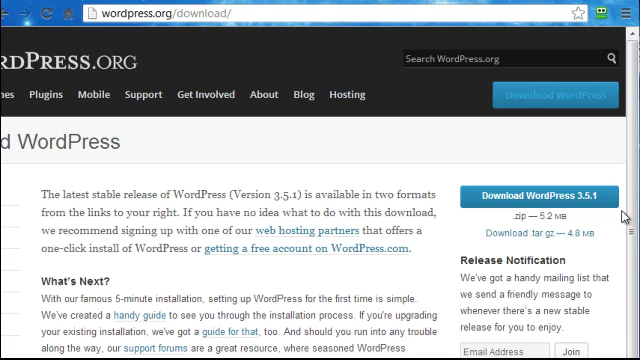 wordpress.org/download/
RDPRESS.ORG
Search WordPress.org
mes Plugins Mobile Support Get Involved About Blog Hosting
Download WordPress
d WordPress
The latest stable release of WordPress (Version 3.5.1) is available in two formats
from the links to your right. If you have no idea what to do with this download,
we recommend signing up with one of our web hosting partners that offers a
one-click install of WordPress or getting a free account on WordPress.com.
What's Next?
With our famous 5-minute installation, setting up WordPress for the first time is simple.
We've created a handy guide to see you through the installation process. If you're upgrading
your existing installation, we've got a guide for that, too. And should you run into any trouble
along the way, our support forums are a great resource, where seasoned WordPress
Download WordPress 3.5.1
.zip — 5.2 MB
Download .tar.gz — 4.8 MB
Release Notification
We've got a handy mailing list that
we send a friendly message to
whenever there's a new stable
release for you to enjoy.
Email Address Join